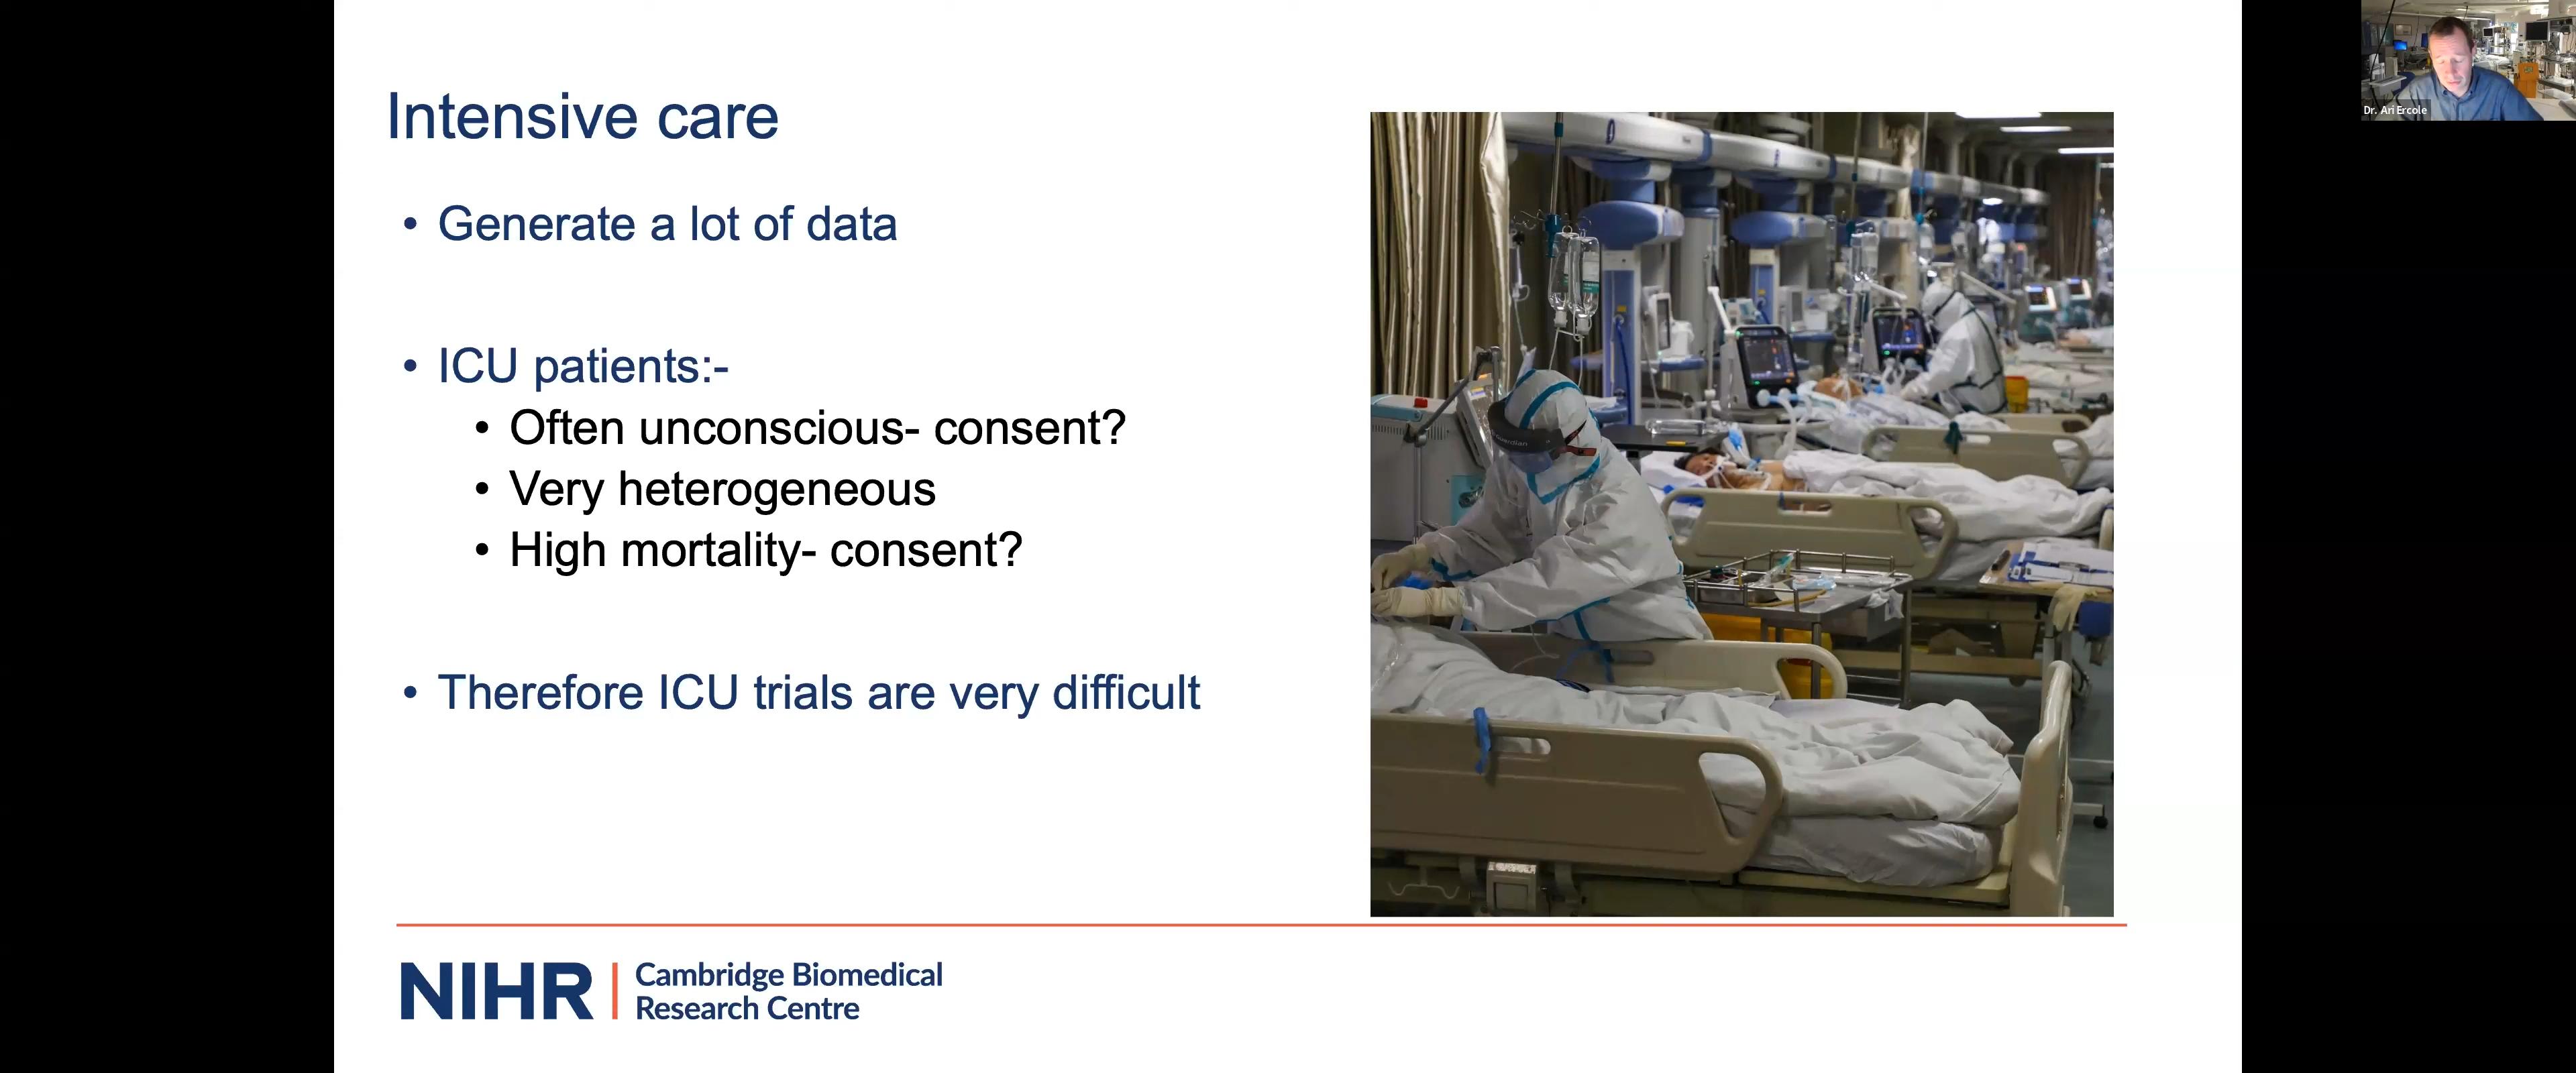 Intensive care
• Generate a lot of data
• ICU patients:-
• Often unconscious- consent?
• Very heterogeneous
• High mortality- consent?
• Therefore ICU trials are very difficult
NIHR | Cambridge Biomedical
Research Centre
Dr. Ari Ercole